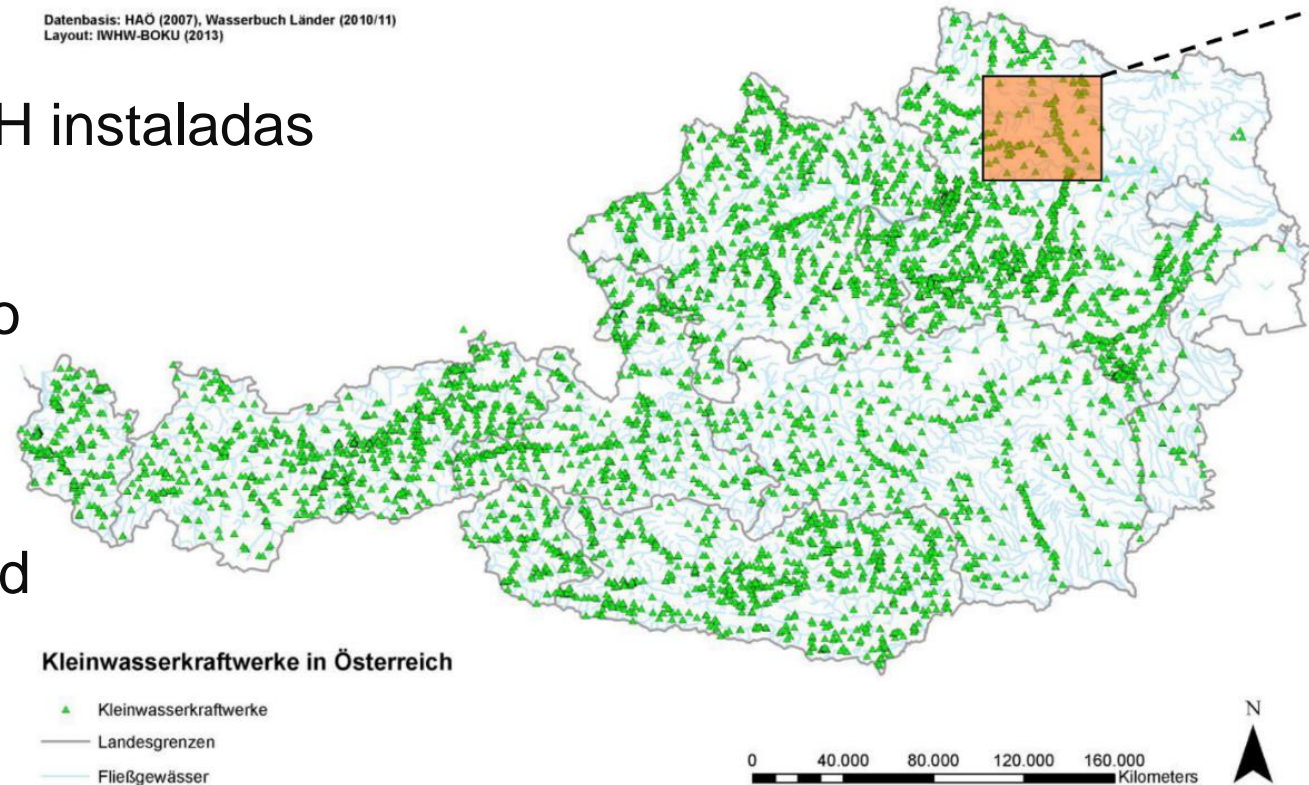 Datenbasis: HAÖ (2007), Wasserbuch Länder (2010/11)
Layout: IWHW-BOKU (2013)
H instaladas
o
d
Kleinwasserkraftwerke in Österreich
Kleinwasserkraftwerke
Landesgrenzen
Fließgewässer
N
0 40.000 80.000 120.000 160.000
Kilometers